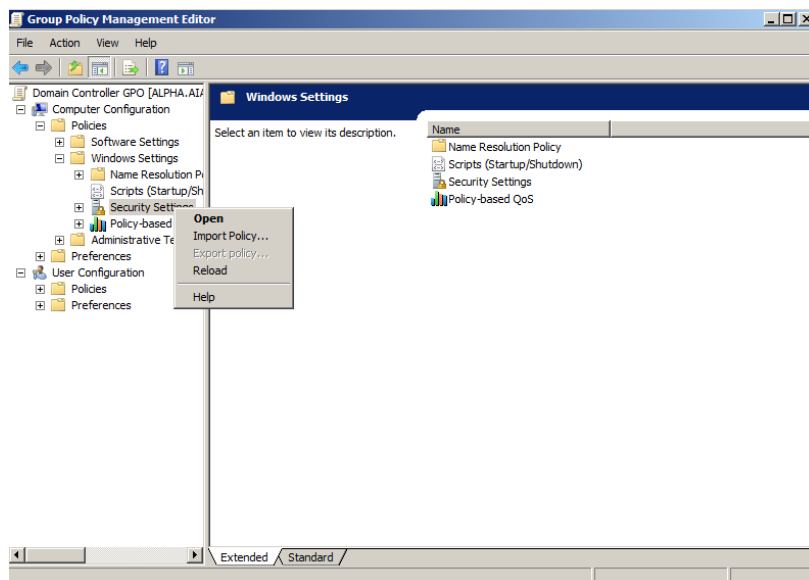 Group Policy Management Editor
File Action View Help
Domain Controller GPO [ALPHA.AIA
Computer Configuration
Policies
Software Settings
Windows Settings
Name Resolution P
Scripts (Startup/Sh
Security Settings
Policy-based
Administrative Te
Preferences
User Configuration
Policies
Preferences
Open
Import Policy...
Export policy...
Reload
Help
Windows Settings
Select an item to view its description.
Name
Name Resolution Policy
Scripts (Startup/Shutdown)
Security Settings
Policy-based QoS
Extended Standard